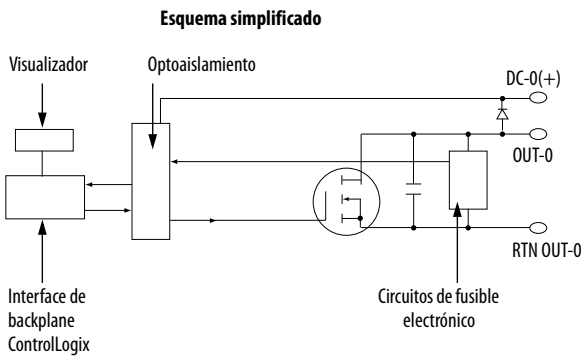 Esquema simplificado
Visualizador
Optoaislamiento
DC-0(+)
OUT-0
RTN OUT-0
Interface de
backplane
ControlLogix
Circuitos de fusible
electrónico